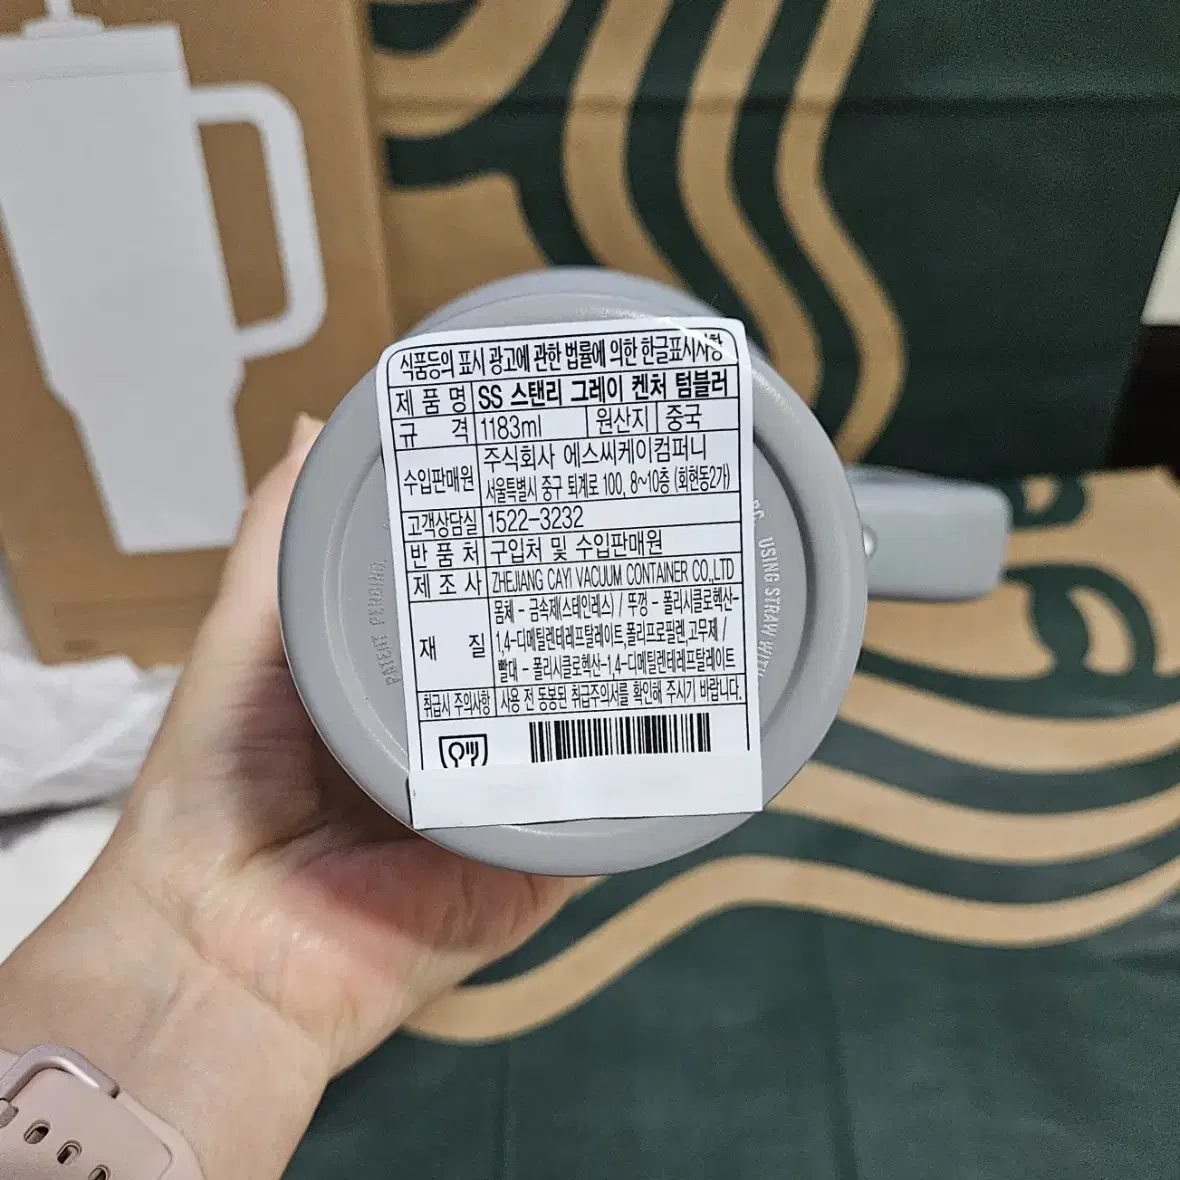 식품등의 표시 광고에 관한 법률에 의한 한글표시사항
제 품 명 SS 스탠리 그레이 켄처 텀블러
규 격 1183ml 원산지 중국
수입판매원 주식회사 에스씨케이컴퍼니
서울특별시 중구 퇴계로 100, 8~10층 (회현동2가)
고객상담실 1522-3232
반 품 처 구입처 및 수입판매원
제 조 사 ZHEJIANG CAYI VACUUM CONTAINER CO.,LTD
재 질 몸체 - 금속제(스테인레스) / 뚜껑 - 폴리시클로헥산-
1,4-디메틸렌테레프탈레이트,폴리프로필렌,고무제 /
빨대 - 폴리시클로헥산-1,4-디메틸렌테레프탈레이트
취급시 주의사항 사용 전 동봉된 취급주의서를 확인해 주시기 바랍니다.
USING STRAW WITH
PATENT PENDING